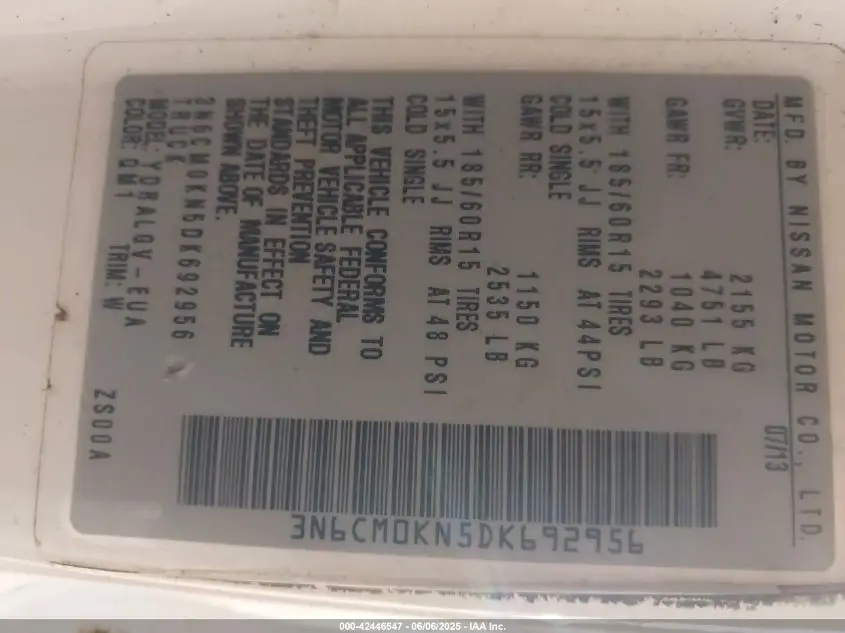 MFD. BY NISSAN MOTOR CO., LTD.
DATE: 07/13
GVWR: 2155 KG
4751 LB
GAWR FR: 1040 KG
2293 LB
WITH 185/60R15 TIRES
15x5.5 JJ RIMS AT 44PSI
COLD SINGLE
GAWR RR: 1150 KG
2535 LB
WITH 185/60R15 TIRES
15x5.5 JJ RIMS AT 48 PSI
COLD SINGLE
THIS VEHICLE CONFORMS TO
ALL APPLICABLE FEDERAL
MOTOR VEHICLE SAFETY AND
THEFT PREVENTION
STANDARDS IN EFFECT ON
THE DATE OF MANUFACTURE
SHOWN ABOVE.
3N6CM0KN5DK692956
TRUCK
MODEL: YDRALGV-EUA
COLOR: QM1 TRIM: W
ZS00A
3N6CM0KN5DK692956
000-42446547 - 06/06/2025 - IAA Inc.